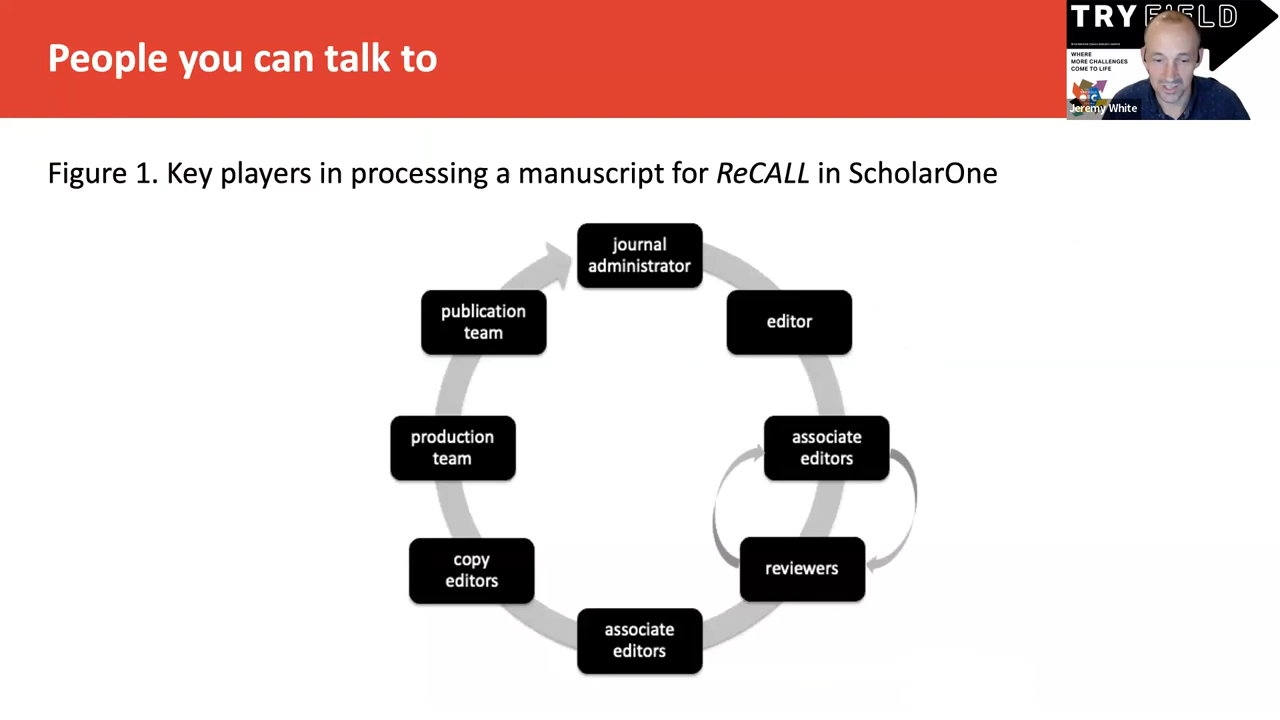 People you can talk to
TRY FIELD
WHERE
MORE CHALLENGES
COME TO LIFE
Jeremy White
Figure 1. Key players in processing a manuscript for ReCALL in ScholarOne
journal
administrator
editor
associate
editors
reviewers
associate
editors
copy
editors
production
team
publication
team